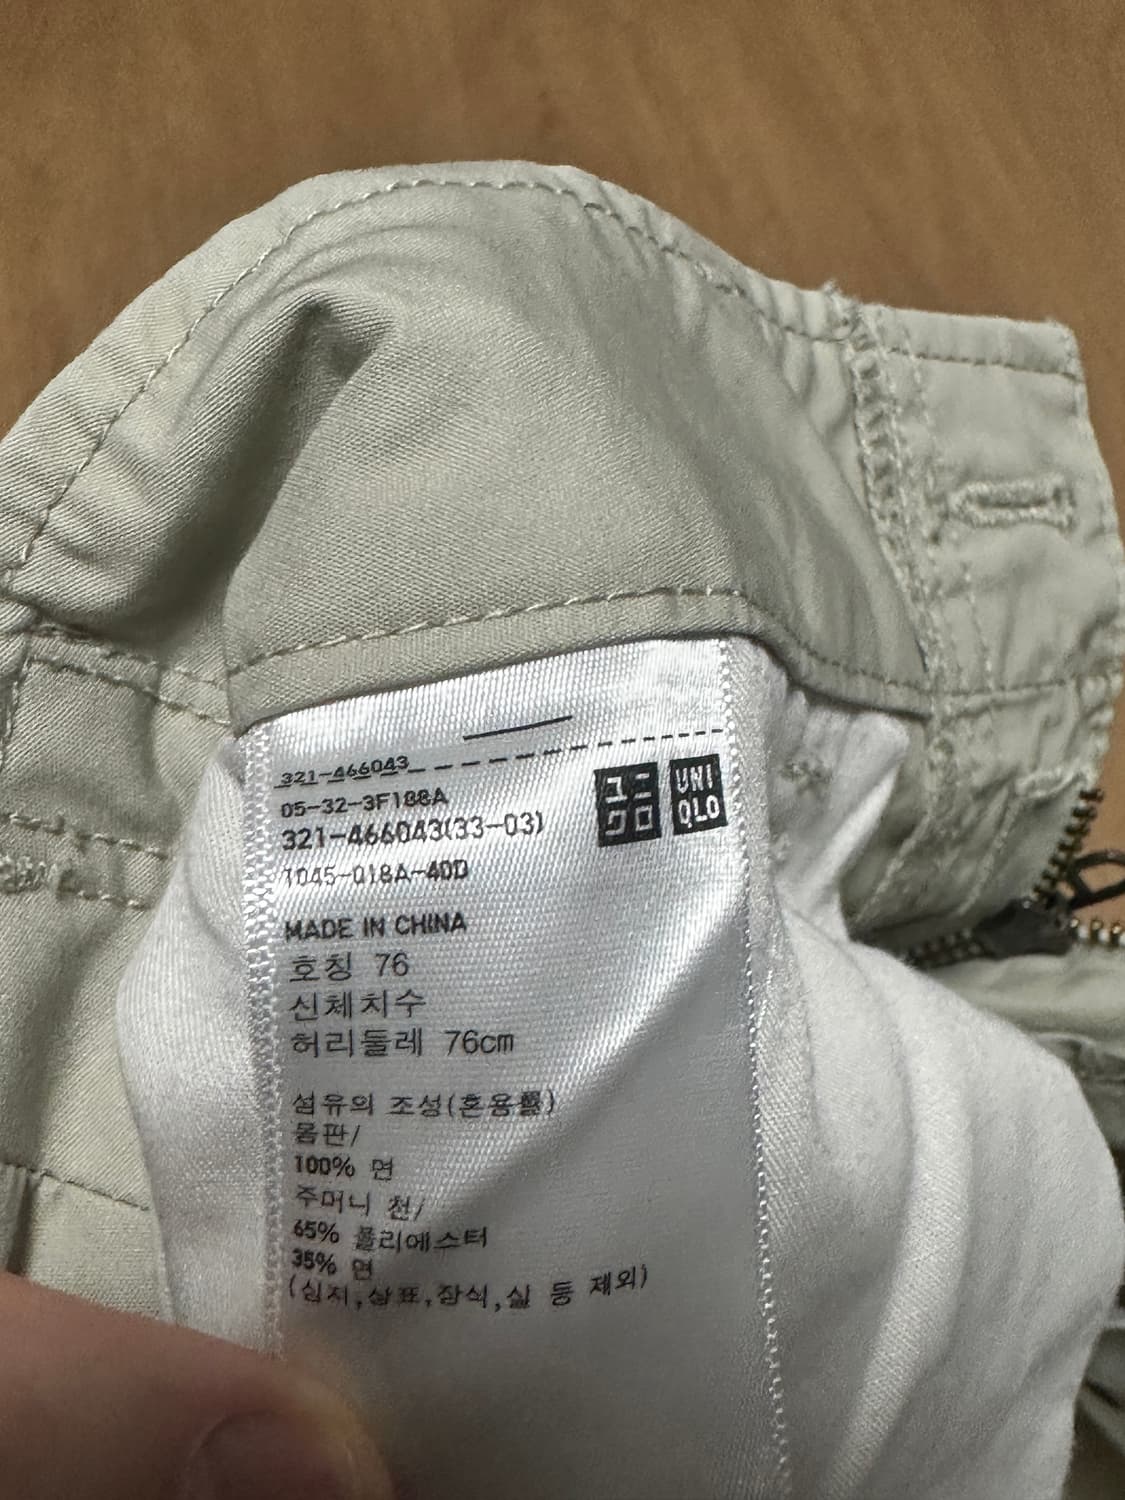 321-466043
05-32-3F188A
321-466043(33-03)
1045-018A-40D
ユニ
クロ
UNI
QLO
MADE IN CHINA
호칭 76
신체치수
허리둘레 76cm
섬유의 조성(혼용률)
몸판/
100% 면
주머니 천/
65% 폴리에스터
35% 면
(심지,상표,장식,실 등 제외)